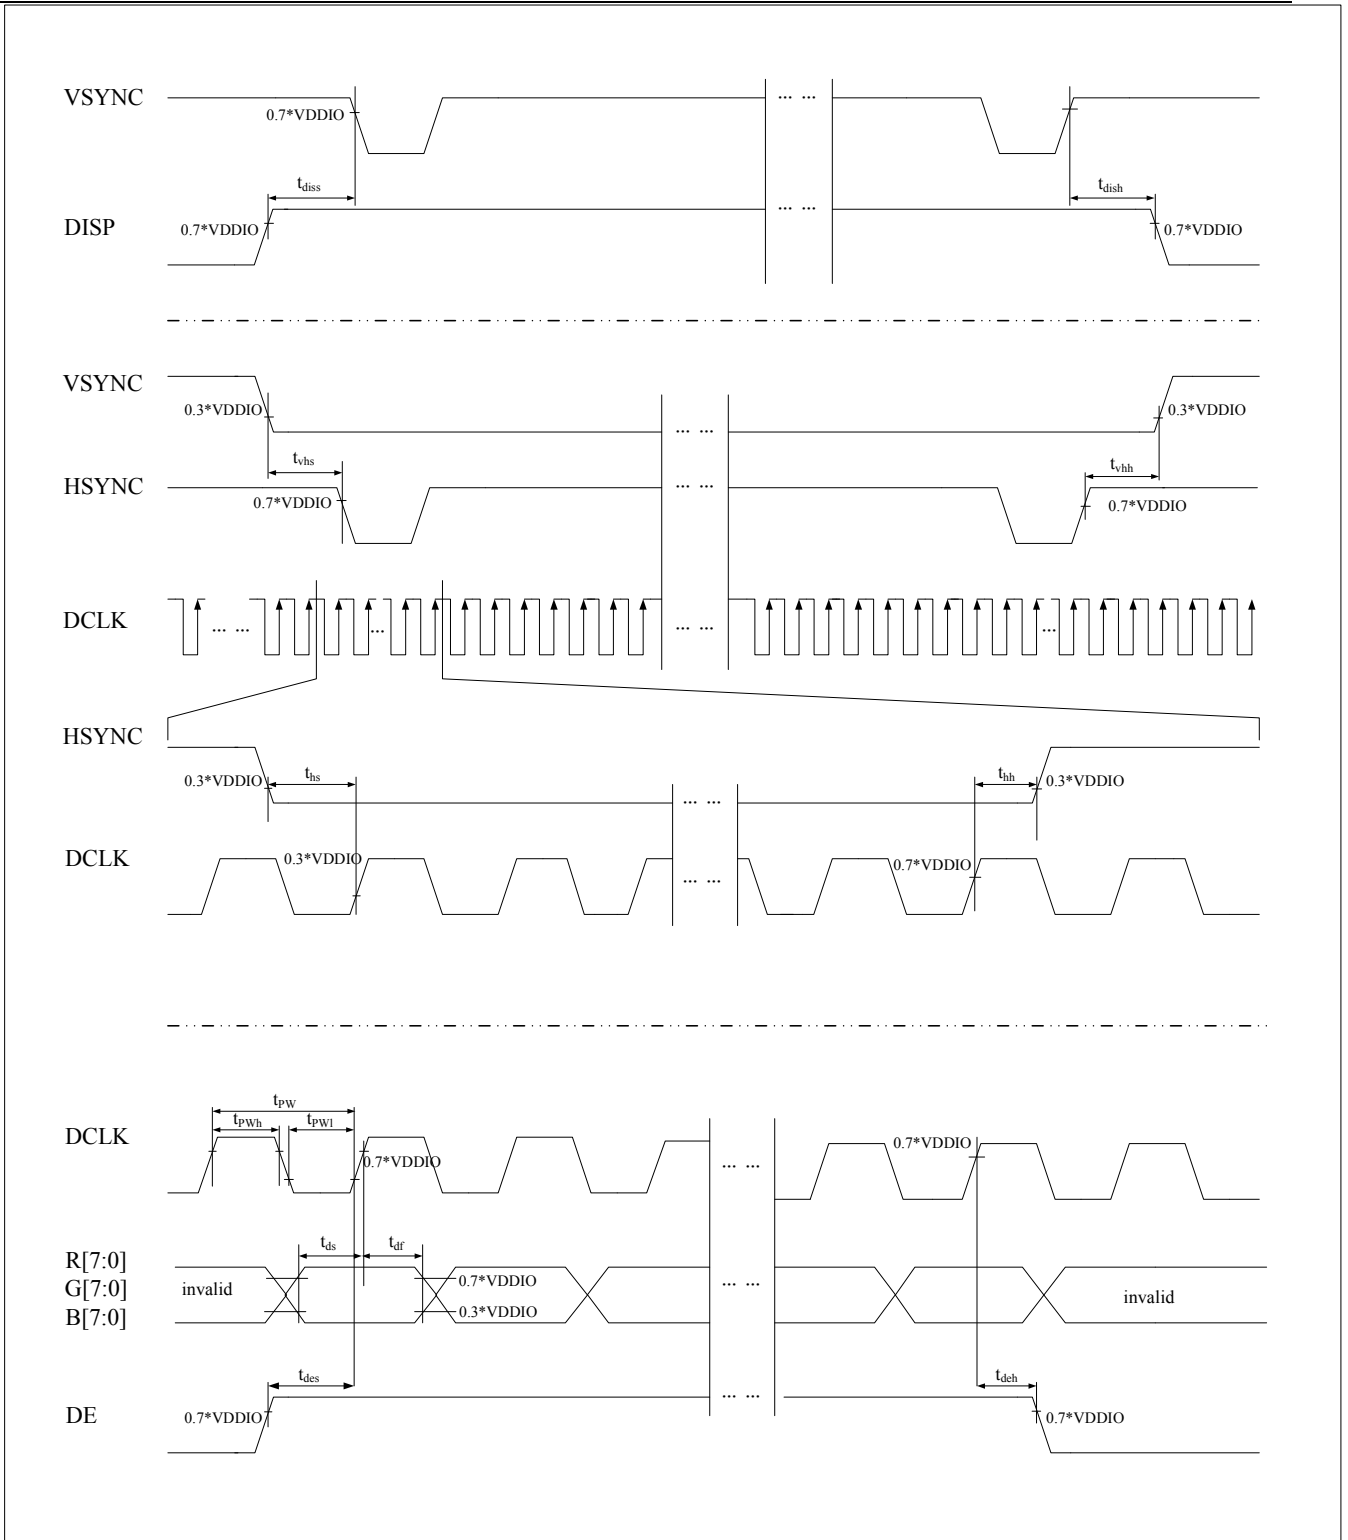 VSYNC
0.7*VDDIO
... ...
t_diss
t_dish
DISP
0.7*VDDIO
... ...
0.7*VDDIO
VSYNC
0.3*VDDIO
0.3*VDDIO
... ...
t_vhs
t_vhh
HSYNC
0.7*VDDIO
... ...
0.7*VDDIO
DCLK
... ...
...
... ...
...
HSYNC
0.3*VDDIO
t_hs
t_hh
0.3*VDDIO
... ...
DCLK
0.3*VDDIO
0.7*VDDIO
... ...
t_PW
t_PWh
t_PWl
DCLK
0.7*VDDIO
0.7*VDDIO
... ...
t_ds
t_df
R[7:0]
G[7:0]
B[7:0]
invalid
0.7*VDDIO
0.3*VDDIO
... ...
invalid
t_des
t_deh
DE
0.7*VDDIO
... ...
0.7*VDDIO